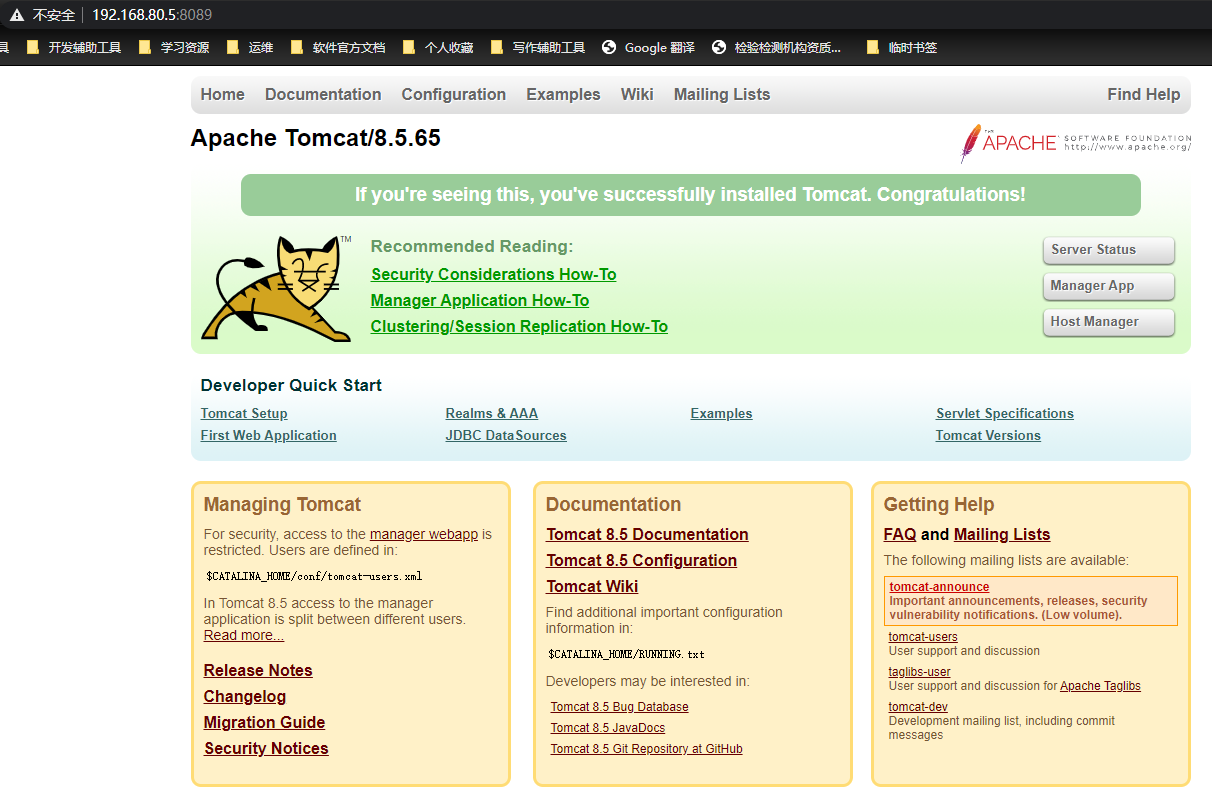 不安全 192.168.80.5:8089
具 开发辅助工具 学习资源 运维 软件官方文档 个人收藏 写作辅助工具 Google 翻译 检验检测机构资质... 临时书签
Home Documentation Configuration Examples Wiki Mailing Lists Find Help
Apache Tomcat/8.5.65
THE APACHE SOFTWARE FOUNDATION
http://www.apache.org/
If you're seeing this, you've successfully installed Tomcat. Congratulations!
TM
Recommended Reading:
Security Considerations How-To
Manager Application How-To
Clustering/Session Replication How-To
Server Status
Manager App
Host Manager
Developer Quick Start
Tomcat Setup
First Web Application
Realms & AAA
JDBC DataSources
Examples
Servlet Specifications
Tomcat Versions
Managing Tomcat
For security, access to the manager webapp is
restricted. Users are defined in:
$CATALINA_HOME/conf/tomcat-users.xml
In Tomcat 8.5 access to the manager
application is split between different users.
Read more...
Release Notes
Changelog
Migration Guide
Security Notices
Documentation
Tomcat 8.5 Documentation
Tomcat 8.5 Configuration
Tomcat Wiki
Find additional important configuration
information in:
$CATALINA_HOME/RUNNING.txt
Developers may be interested in:
Tomcat 8.5 Bug Database
Tomcat 8.5 JavaDocs
Tomcat 8.5 Git Repository at GitHub
Getting Help
FAQ and Mailing Lists
The following mailing lists are available:
tomcat-announce
Important announcements, releases, security
vulnerability notifications. (Low volume).
tomcat-users
User support and discussion
taglibs-user
User support and discussion for Apache Taglibs
tomcat-dev
Development mailing list, including commit
messages